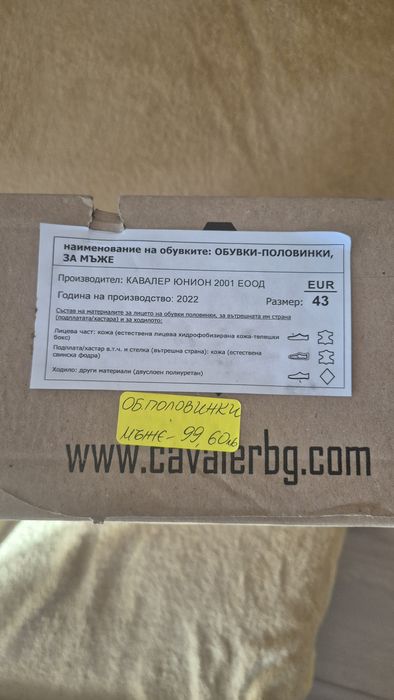 наименование на обувките: ОБУВКИ-ПОЛОВИНКИ,
ЗА МЪЖЕ
Производител: КАВАЛЕР ЮНИОН 2001 ЕООД
EUR
Година на производство: 2022
Размер: 43
Състав на материалите за лицето на обувки половинки, за вътрешната им страна
(подплатата/хастара) и за ходилото:
Лицева част: кожа (естествена лицева хидрофобизирана кожа-телешки
бокс)
Подплата/хастар в.т.ч. и стелка (вътрешна страна): кожа (естествена
свинска фодра)
Ходило: други материали (двуслоен полиуретан)
ОБ.ПОЛОВИНКИ
МЪЖЕ- 99,60лв
www.cavalerbg.com